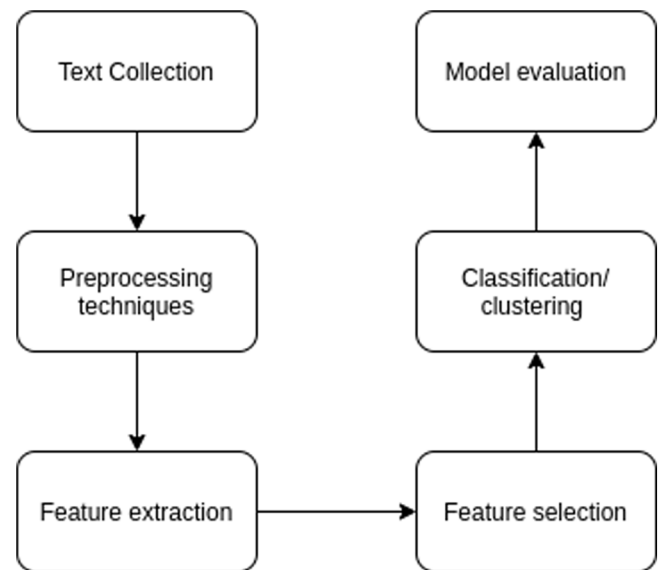 Text Collection
Preprocessing
techniques
Feature extraction
Feature selection
Classification/
clustering
Model evaluation